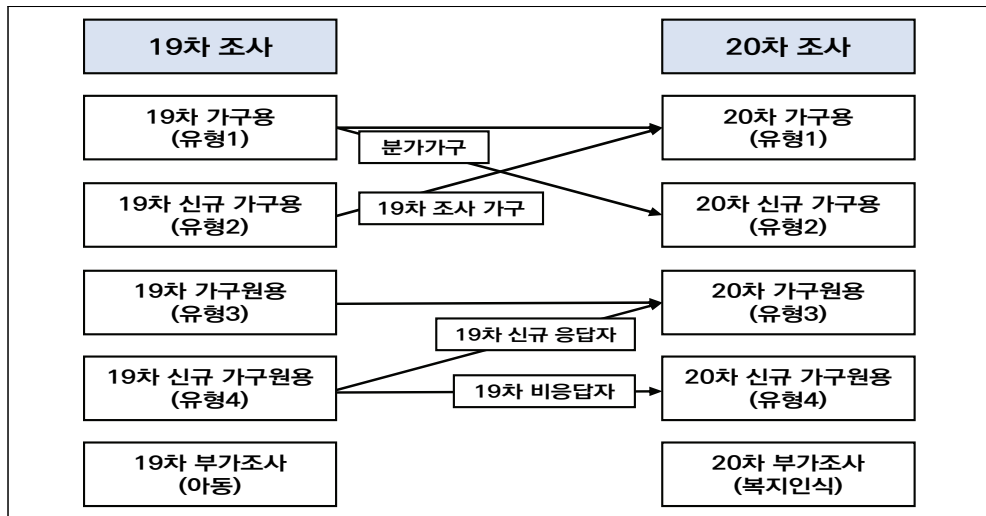 19차 조사
20차 조사
19차 가구용
(유형1)
20차 가구용
(유형1)
분가가구
19차 신규 가구용
(유형2)
19차 조사 가구
20차 신규 가구용
(유형2)
19차 가구원용
(유형3)
20차 가구원용
(유형3)
19차 신규 응답자
19차 신규 가구원용
(유형4)
19차 비응답자
20차 신규 가구원용
(유형4)
19차 부가조사
(아동)
20차 부가조사
(복지인식)